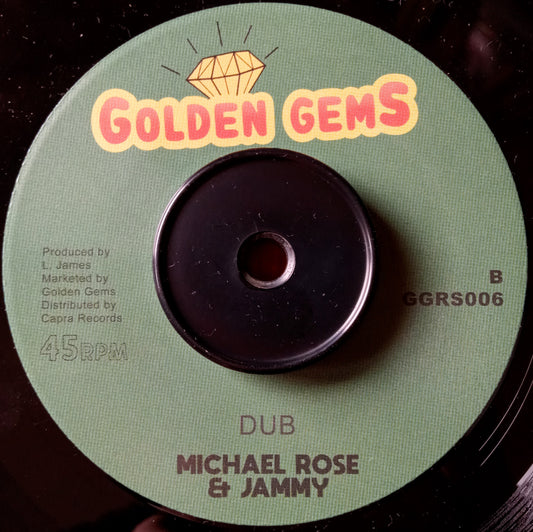 GOLDEN GEMS
Produced by
L. James
Marketed by
Golden Gems
Distributed by
Capra Records
45RPM
B
GGRS006
DUB
MICHAEL ROSE
& JAMMY